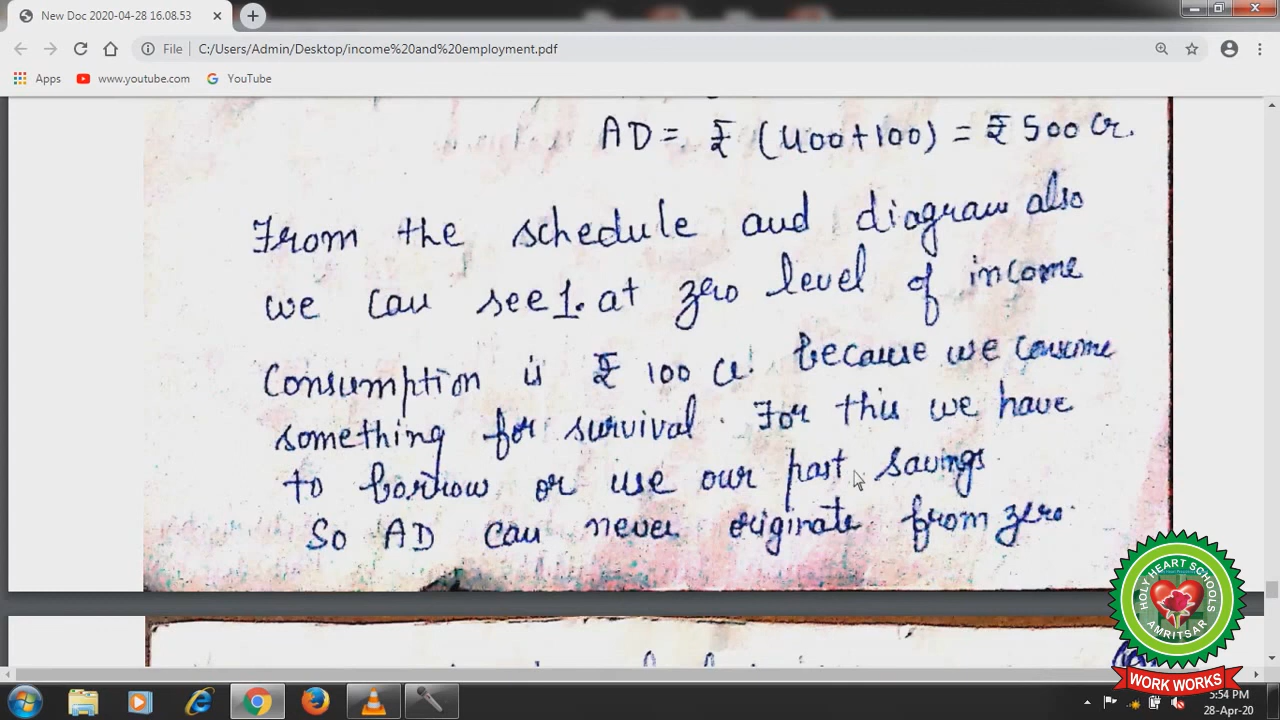 New Doc 2020-04-28 16.08.53
File C:/Users/Admin/Desktop/income%20and%20employment.pdf
Apps www.youtube.com YouTube
AD = ₹ (400+100) = ₹ 500 Cr.
From the schedule and diagram also
we can see 1. at zero level of income
Consumption is ₹ 100 Cr. because we consume
something for survival. For this we have
to borrow or use our past savings
So AD can never originate from zero.
HOLY HEART SCHOOLS
AMRITSAR
WORK WORKS
5:54 PM
28-Apr-20